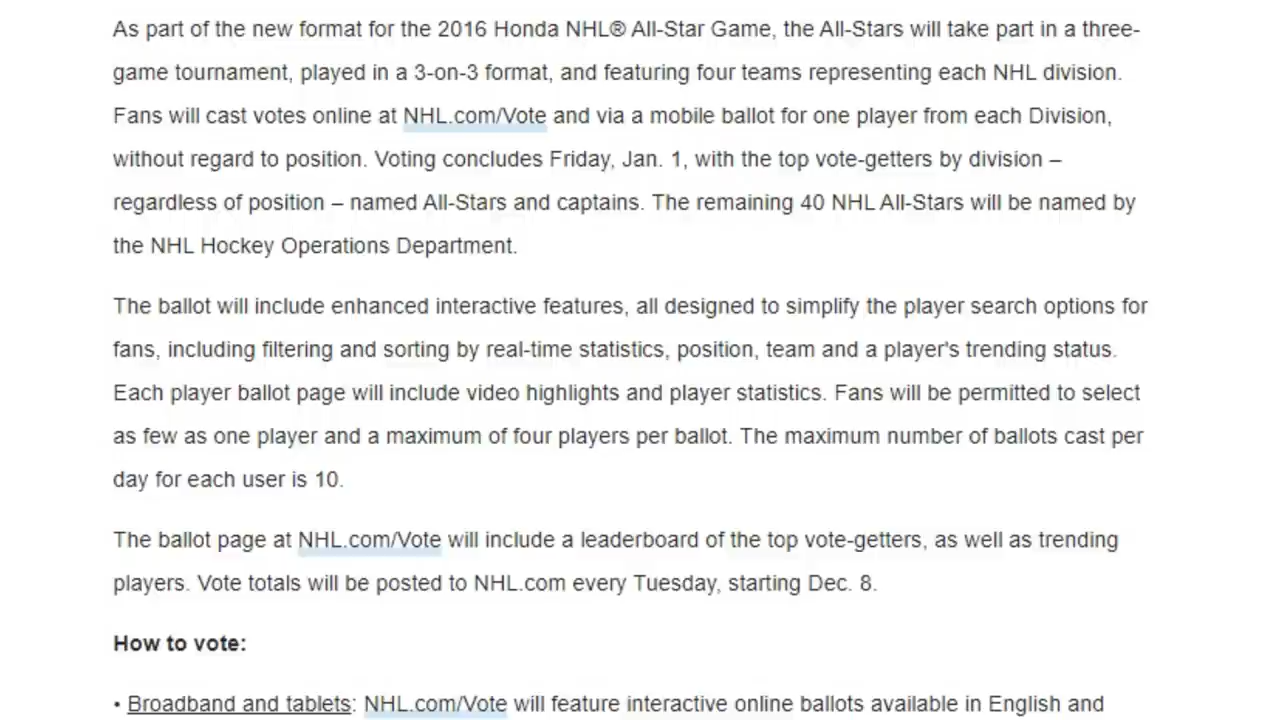 As part of the new format for the 2016 Honda NHL® All-Star Game, the All-Stars will take part in a three-
game tournament, played in a 3-on-3 format, and featuring four teams representing each NHL division.
Fans will cast votes online at NHL.com/Vote and via a mobile ballot for one player from each Division,
without regard to position. Voting concludes Friday, Jan. 1, with the top vote-getters by division –
regardless of position – named All-Stars and captains. The remaining 40 NHL All-Stars will be named by
the NHL Hockey Operations Department.
The ballot will include enhanced interactive features, all designed to simplify the player search options for
fans, including filtering and sorting by real-time statistics, position, team and a player's trending status.
Each player ballot page will include video highlights and player statistics. Fans will be permitted to select
as few as one player and a maximum of four players per ballot. The maximum number of ballots cast per
day for each user is 10.
The ballot page at NHL.com/Vote will include a leaderboard of the top vote-getters, as well as trending
players. Vote totals will be posted to NHL.com every Tuesday, starting Dec. 8.
How to vote:
• Broadband and tablets: NHL.com/Vote will feature interactive online ballots available in English and